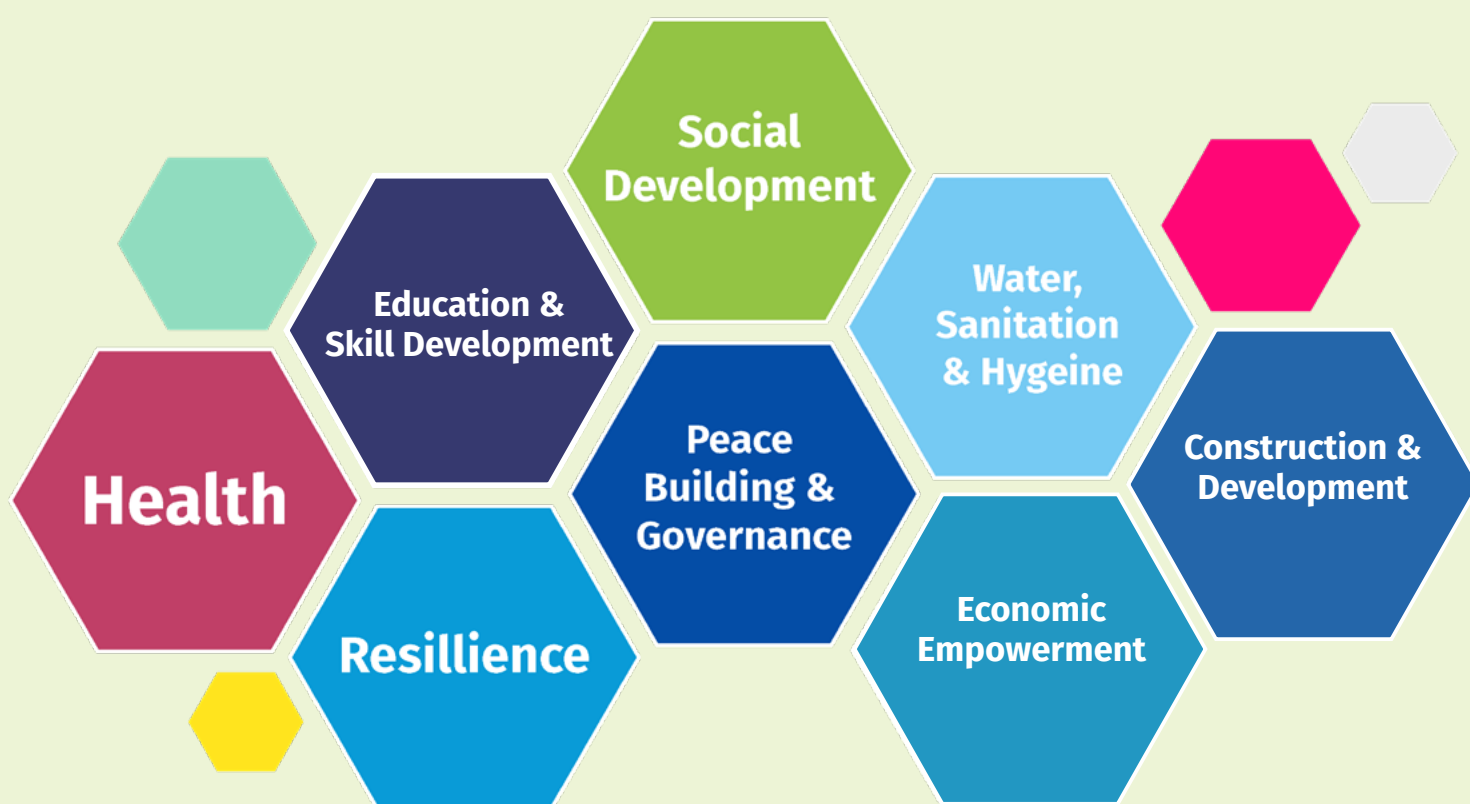 Social
Development
Education &
Skill Development
Water,
Sanitation
& Hygeine
Health
Peace
Building &
Governance
Construction &
Development
Resillience
Economic
Empowerment